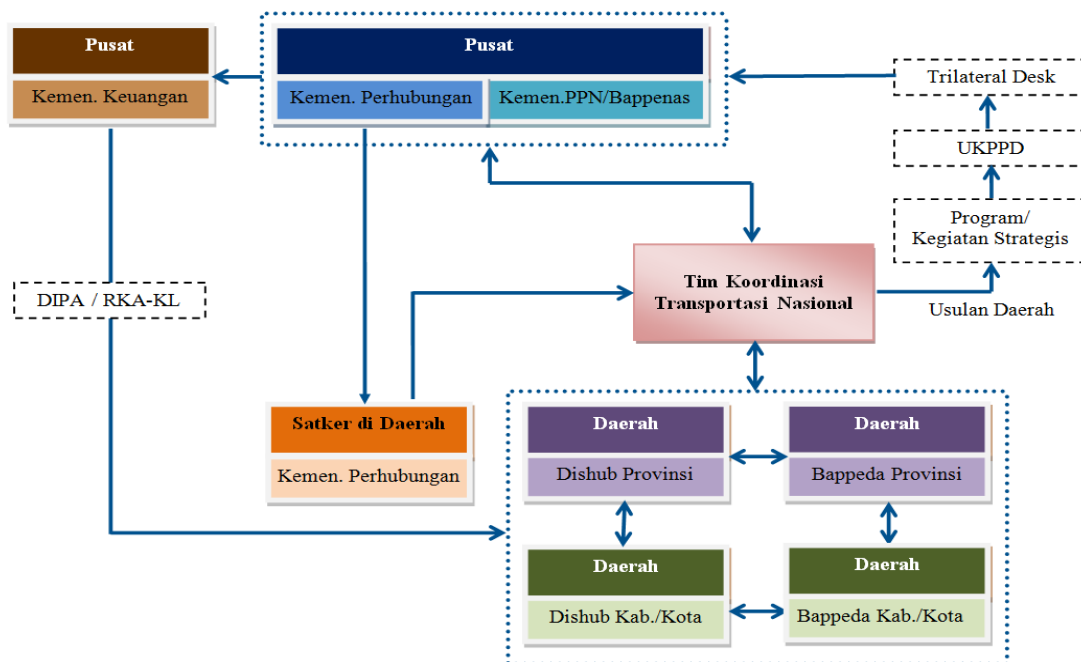 Pusat
Kemen. Keuangan
Pusat
Kemen. Perhubungan
Kemen.PPN/Bappenas
Trilateral Desk
UKPPD
Program/
Kegiatan Strategis
Usulan Daerah
Tim Koordinasi
Transportasi Nasional
DIPA / RKA-KL
Satker di Daerah
Kemen. Perhubungan
Daerah
Dishub Provinsi
Daerah
Bappeda Provinsi
Daerah
Dishub Kab./Kota
Daerah
Bappeda Kab./Kota